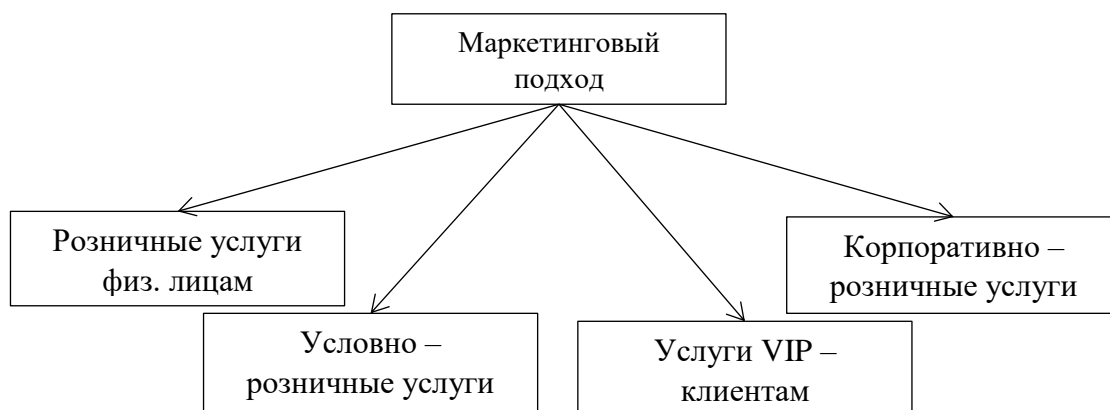 Маркетинговый
подход
Розничные услуги
физ. лицам
Условно –
розничные услуги
Услуги VIP –
клиентам
Корпоративно –
розничные услуги